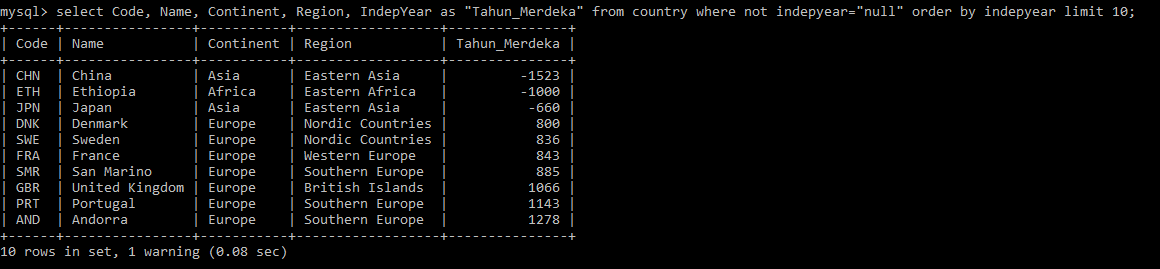 mysql> select Code, Name, Continent, Region, IndepYear as "Tahun_Merdeka" from country where not indepyear="null" order by indepyear limit 10;
+------+----------------+-----------+------------------+---------------+
| Code | Name           | Continent | Region           | Tahun_Merdeka |
+------+----------------+-----------+------------------+---------------+
| CHN  | China          | Asia      | Eastern Asia     |         -1523 |
| ETH  | Ethiopia       | Africa    | Eastern Africa   |         -1000 |
| JPN  | Japan          | Asia      | Eastern Asia     |          -660 |
| DNK  | Denmark        | Europe    | Nordic Countries |           800 |
| SWE  | Sweden         | Europe    | Nordic Countries |           836 |
| FRA  | France         | Europe    | Western Europe   |           843 |
| SMR  | San Marino     | Europe    | Southern Europe  |           885 |
| GBR  | United Kingdom | Europe    | British Islands  |          1066 |
| PRT  | Portugal       | Europe    | Southern Europe  |          1143 |
| AND  | Andorra        | Europe    | Southern Europe  |          1278 |
+------+----------------+-----------+------------------+---------------+
10 rows in set, 1 warning (0.08 sec)